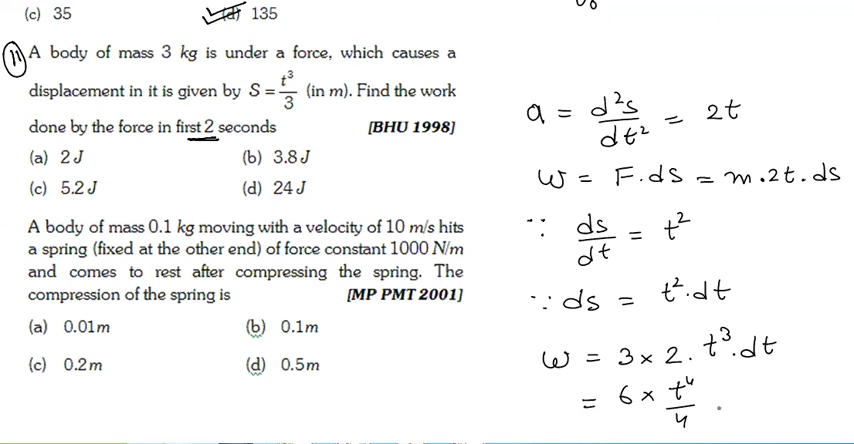 (c) 35 (d) 135
11 A body of mass 3 kg is under a force, which causes a
displacement in it is given by S = t³/3 (in m). Find the work
done by the force in first 2 seconds [BHU 1998]
(a) 2 J (b) 3.8 J
(c) 5.2 J (d) 24 J
A body of mass 0.1 kg moving with a velocity of 10 m/s hits
a spring (fixed at the other end) of force constant 1000 N/m
and comes to rest after compressing the spring. The
compression of the spring is [MP PMT 2001]
(a) 0.01m (b) 0.1m
(c) 0.2m (d) 0.5m
a = d²s/dt² = 2t
W = F.ds = m.2t.ds
∵ ds/dt = t²
∵ ds = t².dt
W = 3 × 2. t³.dt
= 6 × t⁴/4